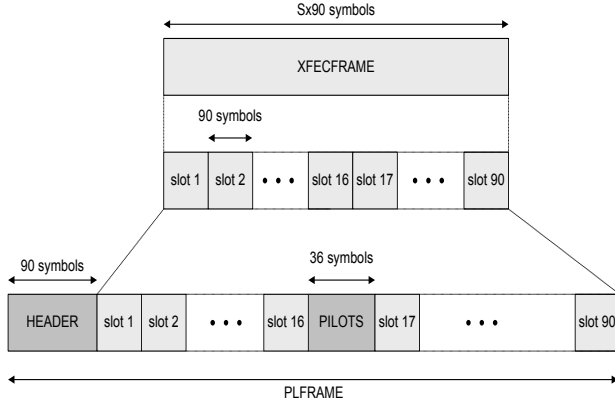 Sx90 symbols
XFECFRAME
90 symbols
slot 1 slot 2 • • • slot 16 slot 17 • • • slot 90
90 symbols 36 symbols
HEADER slot 1 slot 2 • • • slot 16 PILOTS slot 17 • • • slot 90
PLFRAME